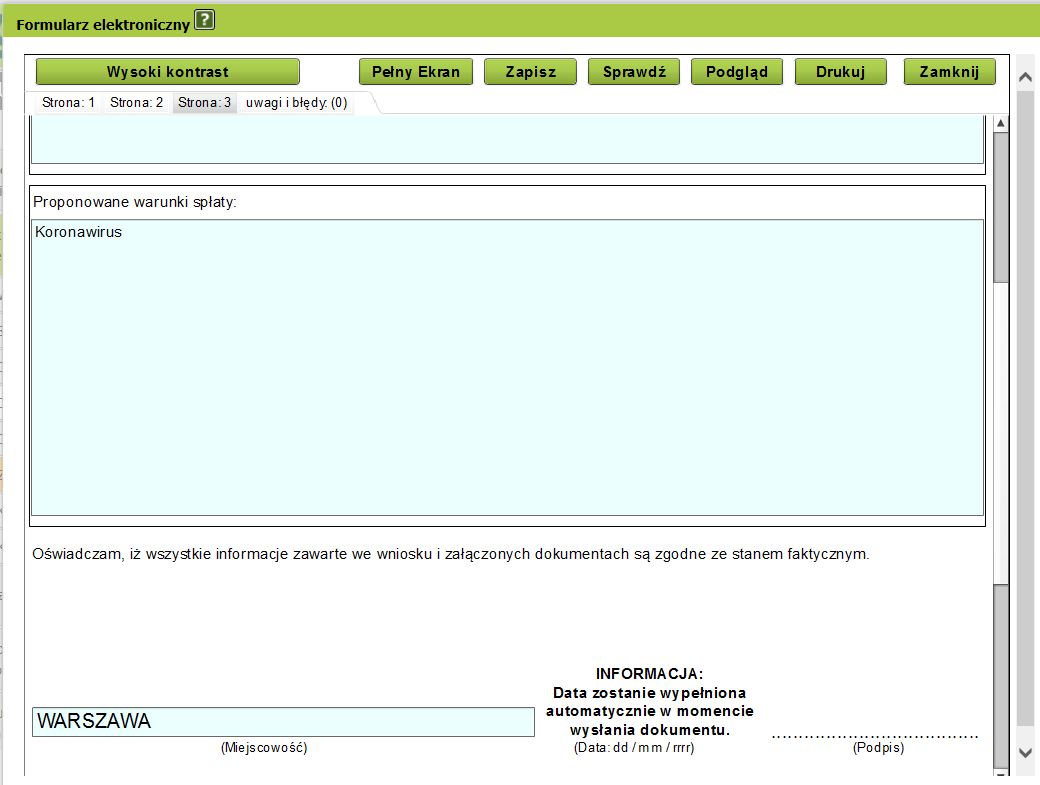 Formularz elektroniczny ?
Wysoki kontrast Pełny Ekran Zapisz Sprawdź Podgląd Drukuj Zamknij
Strona: 1 Strona: 2 Strona: 3 uwagi i błędy: (0)
Proponowane warunki spłaty:
Koronawirus
Oświadczam, iż wszystkie informacje zawarte we wniosku i załączonych dokumentach są zgodne ze stanem faktycznym.
INFORMACJA:
Data zostanie wypełniona
automatycznie w momencie
wysłania dokumentu.
WARSZAWA
(Miejscowość) (Data: dd / mm / rrrr) (Podpis)